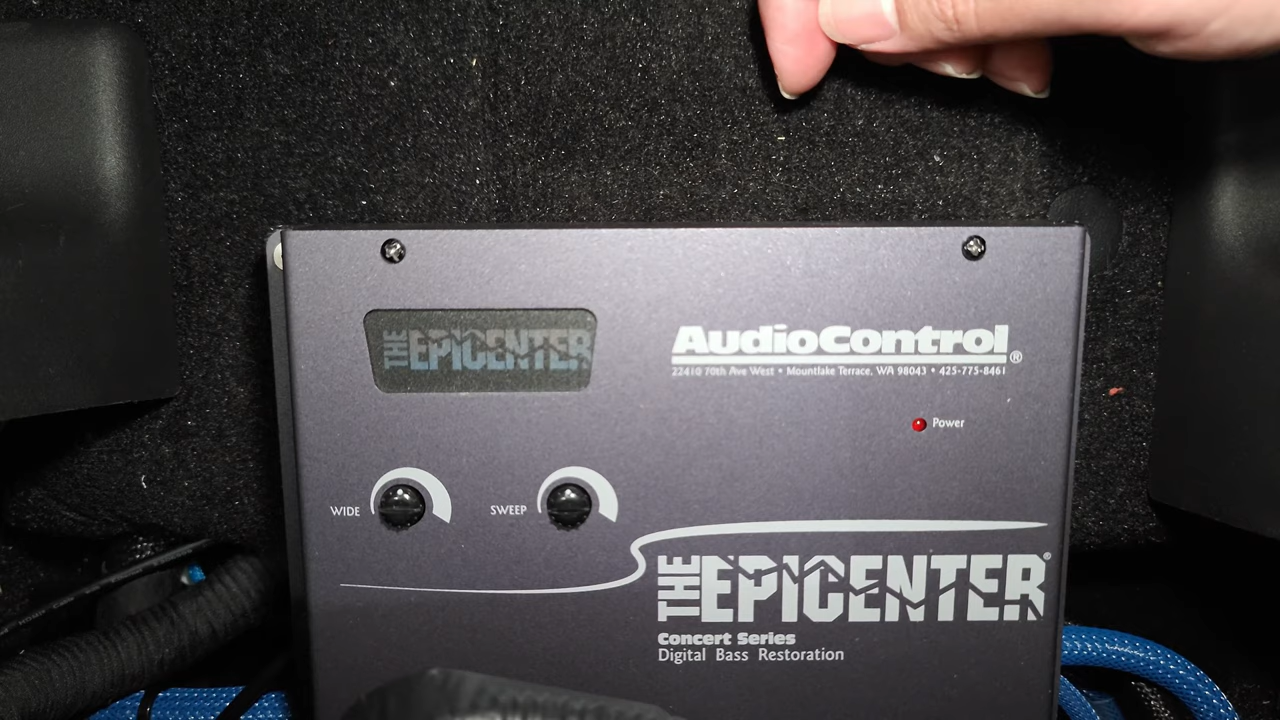 THE EPICENTER
AudioControl®
22410 70th Ave West • Mountlake Terrace, WA 98043 • 425-775-8461
Power
WIDE
SWEEP
THE EPICENTER®
Concert Series
Digital Bass Restoration